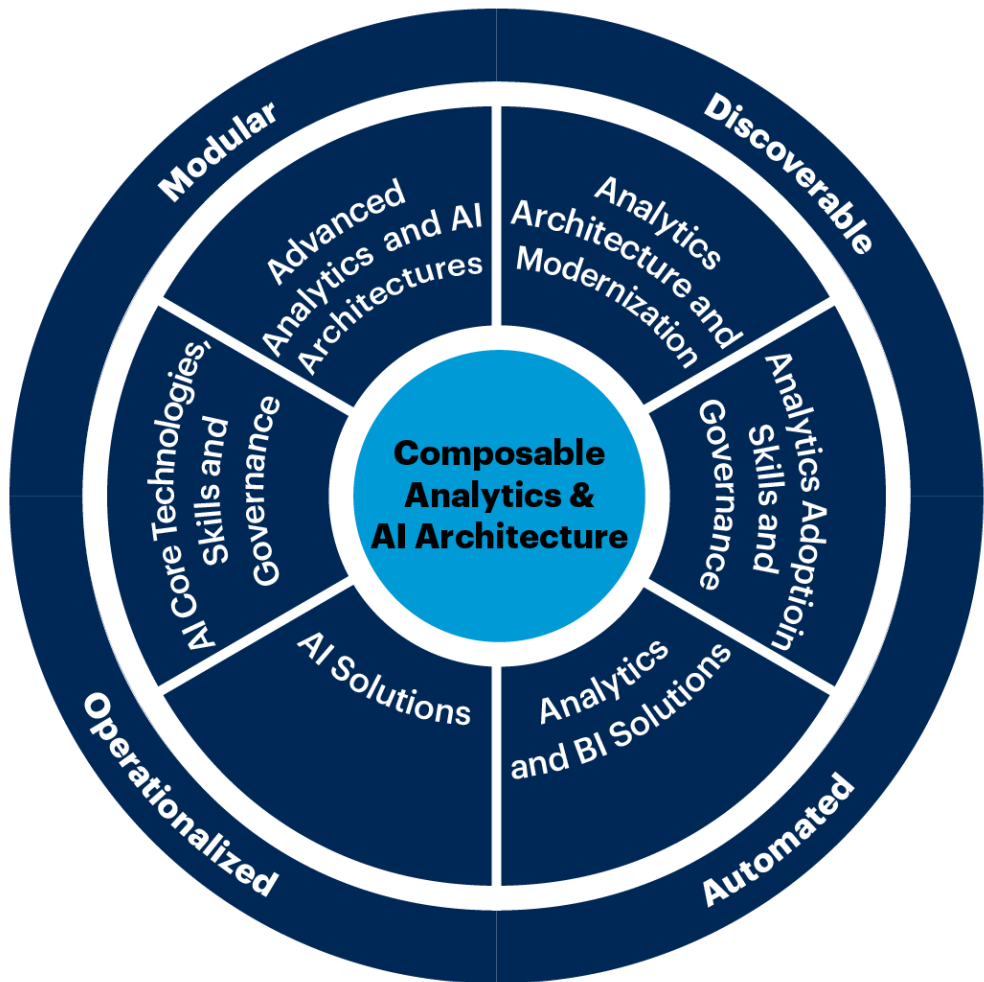 Modular
Discoverable
Advanced
Analytics and AI
Architectures
Analytics
Architecture and
Modernization
AI Core Technologies,
Skills and
Governance
Composable
Analytics &
AI Architecture
Analytics Adoptioin
Skills and
Governance
AI Solutions
Analytics
and BI Solutions
Operationalized
Automated